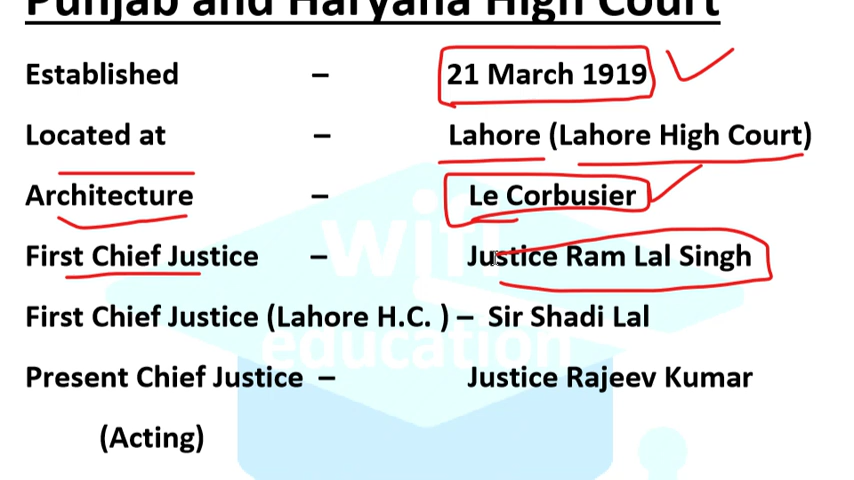 Punjab and Haryana High Court
Established – 21 March 1919
Located at – Lahore (Lahore High Court)
Architecture – Le Corbusier
First Chief Justice – Justice Ram Lal Singh
First Chief Justice (Lahore H.C. ) – Sir Shadi Lal
Present Chief Justice – Justice Rajeev Kumar
(Acting)
wifi
education